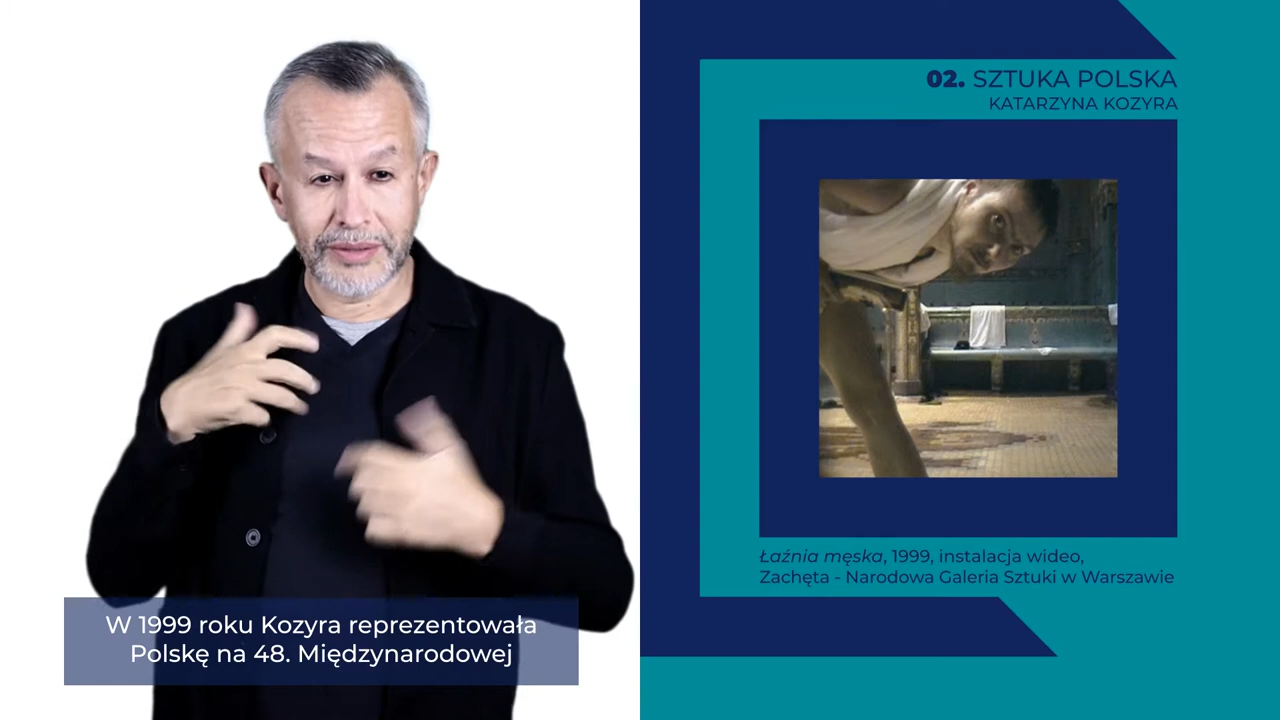 02. SZTUKA POLSKA
KATARZYNA KOZYRA
Łaźnia męska, 1999, instalacja wideo,
Zachęta - Narodowa Galeria Sztuki w Warszawie
W 1999 roku Kozyra reprezentowała
Polskę na 48. Międzynarodowej